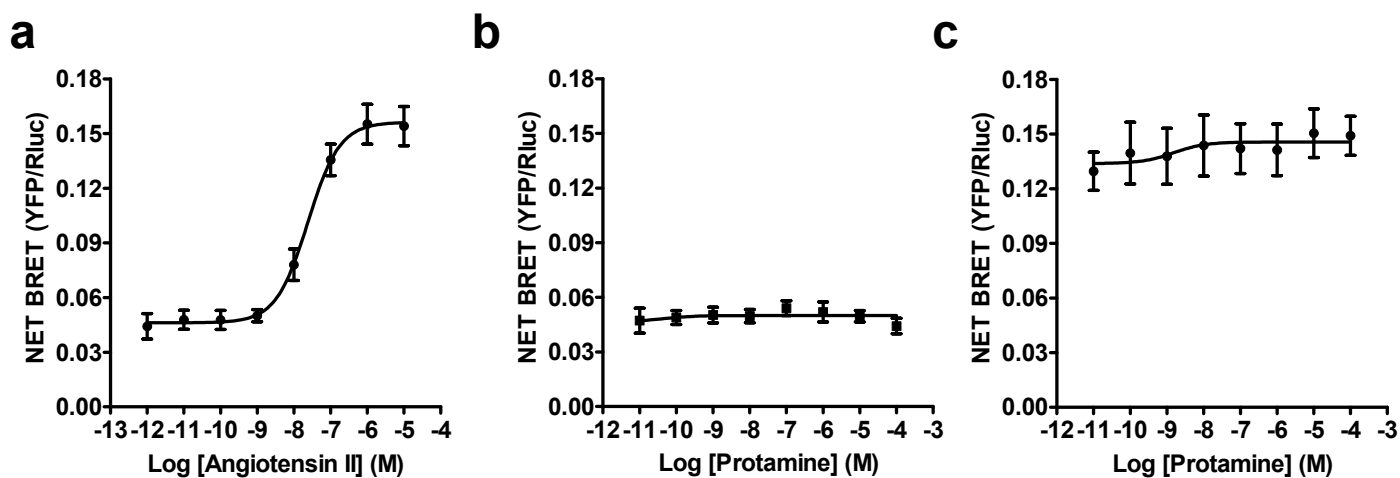 a
NET BRET (YFP/Rluc)
0.18
0.15
0.12
0.09
0.06
0.03
0.00
-13 -12 -11 -10 -9 -8 -7 -6 -5 -4
Log [Angiotensin II] (M)
b
NET BRET (YFP/Rluc)
0.18
0.15
0.12
0.09
0.06
0.03
0.00
-12 -11 -10 -9 -8 -7 -6 -5 -4 -3
Log [Protamine] (M)
c
NET BRET (YFP/Rluc)
0.18
0.15
0.12
0.09
0.06
0.03
0.00
-12 -11 -10 -9 -8 -7 -6 -5 -4 -3
Log [Protamine] (M)